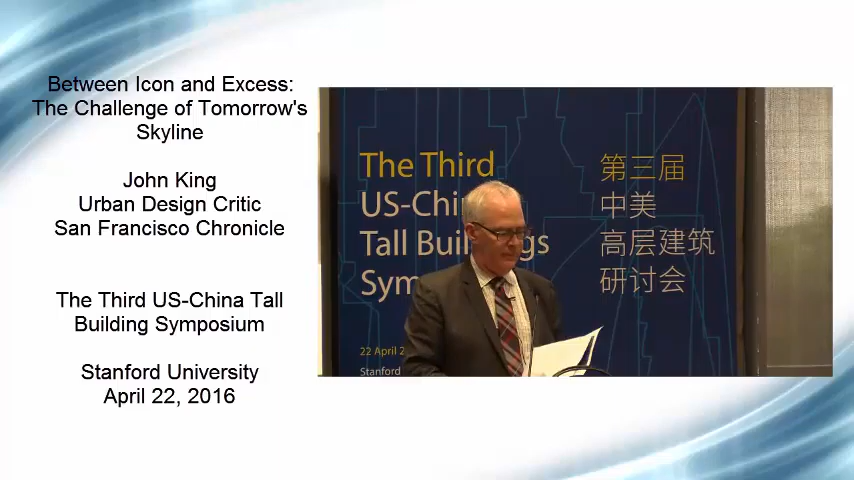 Between Icon and Excess:
The Challenge of Tomorrow's
Skyline
John King
Urban Design Critic
San Francisco Chronicle
The Third US-China Tall
Building Symposium
Stanford University
April 22, 2016
The Third
US-Chi
Tall Buil ngs
Sym
22 April 2
Stanford
第三届
中美
高层建筑
研讨会